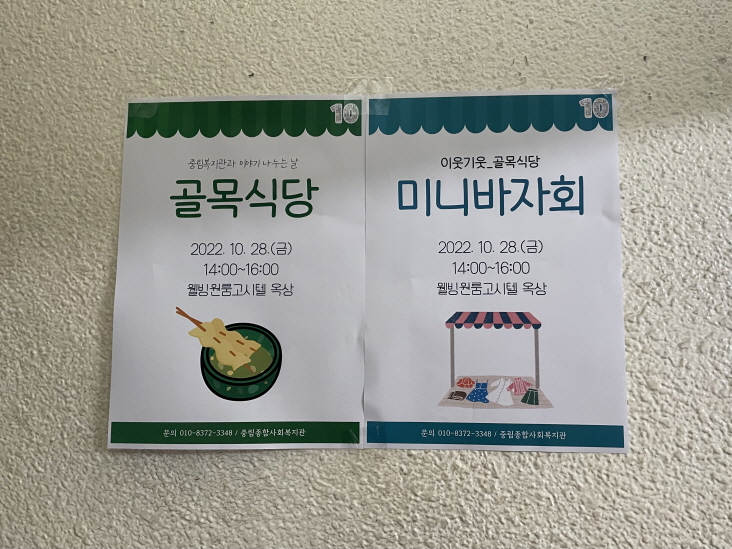 10
중림복지관과 이야기 나누는 날
골목식당
2022. 10. 28.(금)
14:00~16:00
웰빙원룸고시텔 옥상
문의 010-8372-3348 / 중림종합사회복지관
10
이웃기웃_골목식당
미니바자회
2022. 10. 28.(금)
14:00~16:00
웰빙원룸고시텔 옥상
문의 010-8372-3348 / 중림종합사회복지관